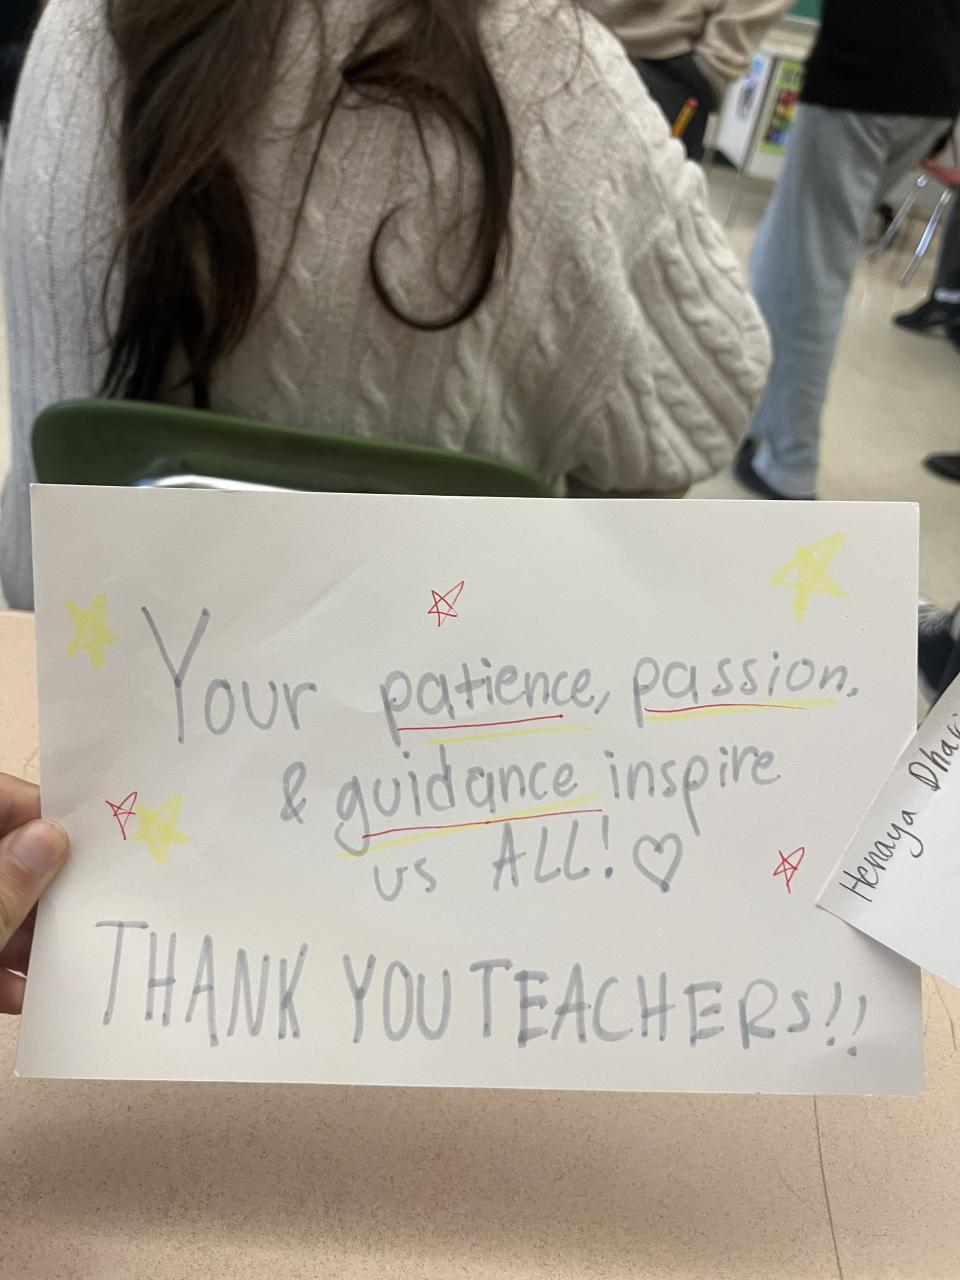 Your patience, passion,
& guidance inspire
us ALL! ♡
THANK YOU TEACHERS!!
Henaya